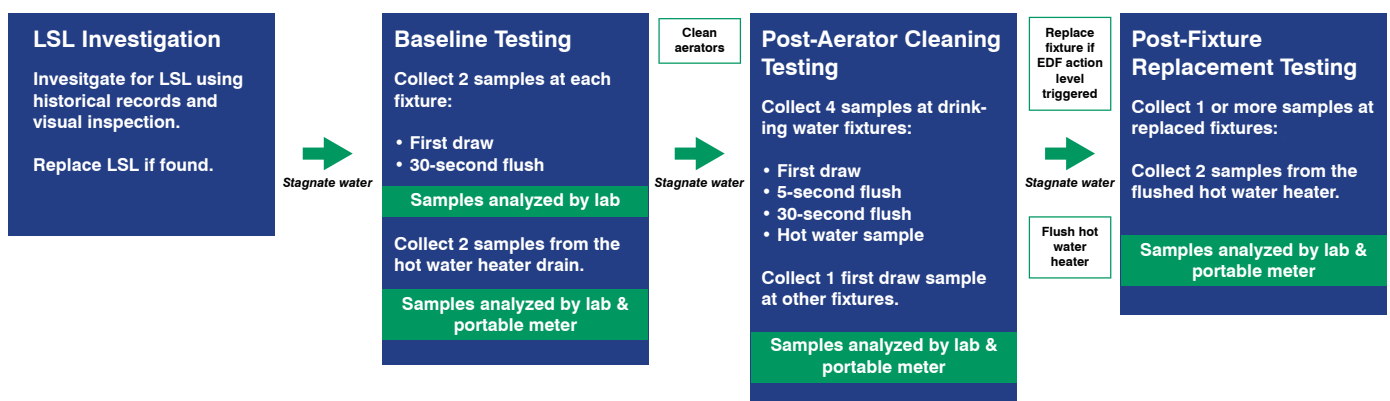 LSL Investigation
Invesitgate for LSL using
historical records and
visual inspection.
Replace LSL if found.
Stagnate water
Baseline Testing
Collect 2 samples at each
fixture:
• First draw
• 30-second flush
Samples analyzed by lab
Collect 2 samples from the
hot water heater drain.
Samples analyzed by lab &
portable meter
Clean
aerators
Stagnate water
Post-Aerator Cleaning
Testing
Collect 4 samples at drink-
ing water fixtures:
• First draw
• 5-second flush
• 30-second flush
• Hot water sample
Collect 1 first draw sample
at other fixtures.
Samples analyzed by lab &
portable meter
Replace
fixture if
EDF action
level
triggered
Stagnate water
Flush hot
water
heater
Post-Fixture
Replacement Testing
Collect 1 or more samples at
replaced fixtures:
Collect 2 samples from the
flushed hot water heater.
Samples analyzed by lab &
portable meter